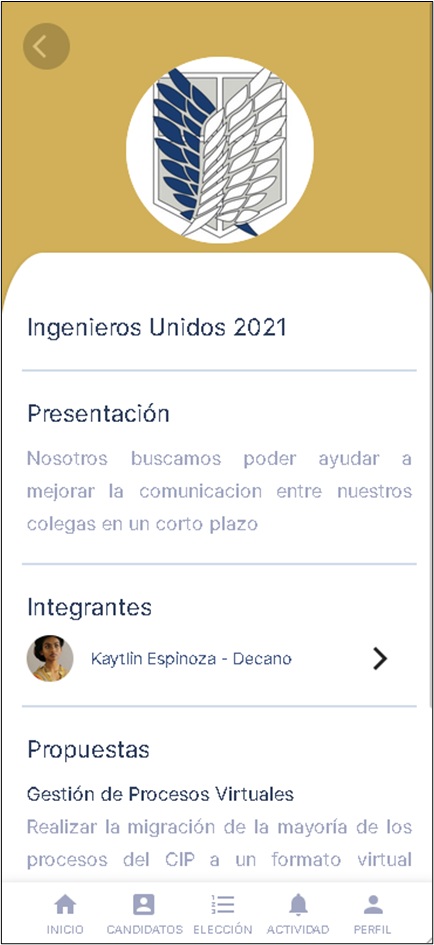 Ingenieros Unidos 2021
Presentación
Nosotros buscamos poder ayudar a
mejorar la comunicacion entre nuestros
colegas en un corto plazo
Integrantes
Kaytlin Espinoza - Decano
Propuestas
Gestión de Procesos Virtuales
Realizar la migración de la mayoría de los
procesos del CIP a un formato virtual
INICIO CANDIDATOS ELECCIÓN ACTIVIDAD PERFIL